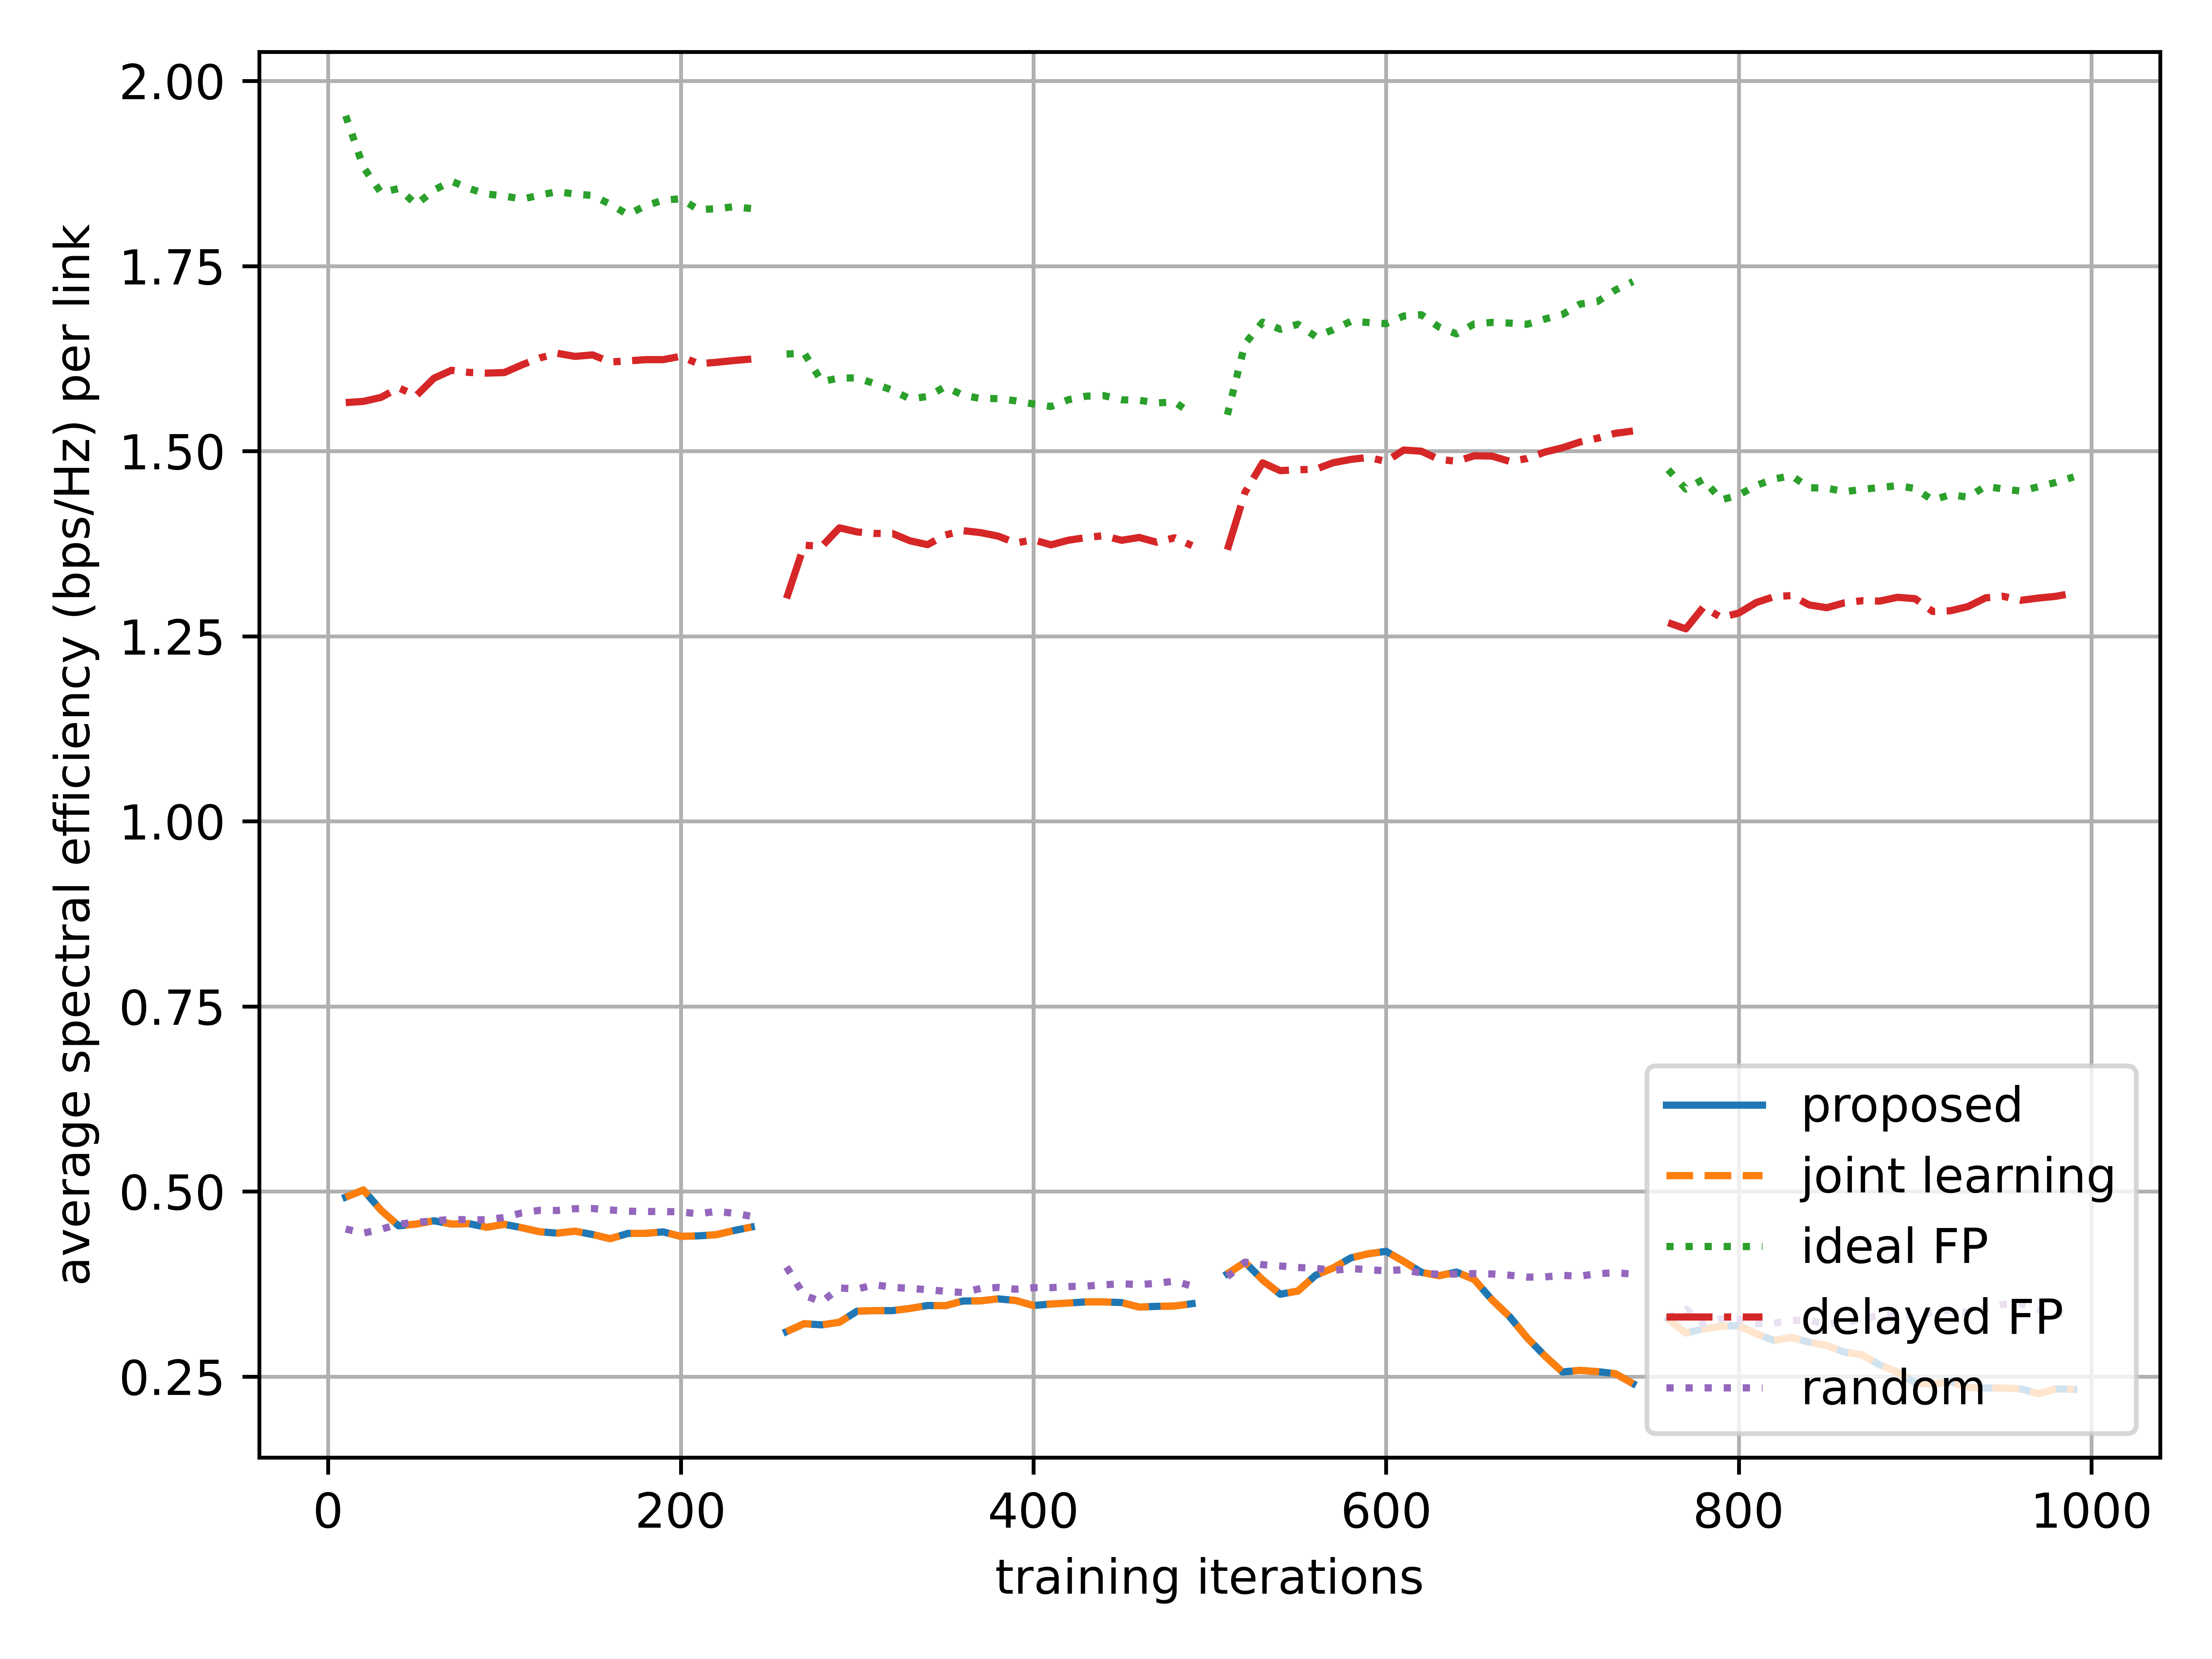 average spectral efficiency (bps/Hz) per link
2.00
1.75
1.50
1.25
1.00
0.75
0.50
0.25
proposed
joint learning
ideal FP
delayed FP
random
0 200 400 600 800 1000
training iterations